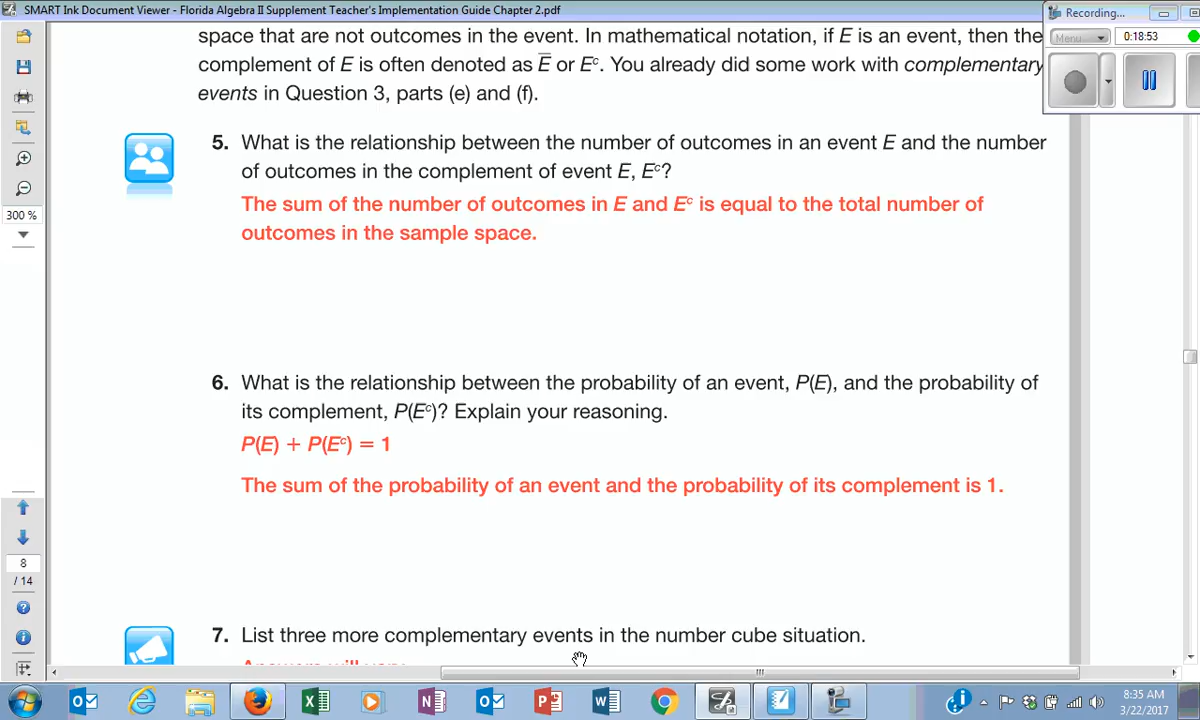 SMART Ink Document Viewer - Florida Algebra II Supplement Teacher's Implementation Guide Chapter 2.pdf
Recording...
Menu
0:18:53
300 %
8
/ 14
space that are not outcomes in the event. In mathematical notation, if E is an event, then the
complement of E is often denoted as E̅ or Eᶜ. You already did some work with complementary
events in Question 3, parts (e) and (f).
5. What is the relationship between the number of outcomes in an event E and the number
of outcomes in the complement of event E, Eᶜ?
The sum of the number of outcomes in E and Eᶜ is equal to the total number of
outcomes in the sample space.
6. What is the relationship between the probability of an event, P(E), and the probability of
its complement, P(Eᶜ)? Explain your reasoning.
P(E) + P(Eᶜ) = 1
The sum of the probability of an event and the probability of its complement is 1.
7. List three more complementary events in the number cube situation.
Answers will vary.
8:35 AM
3/22/2017